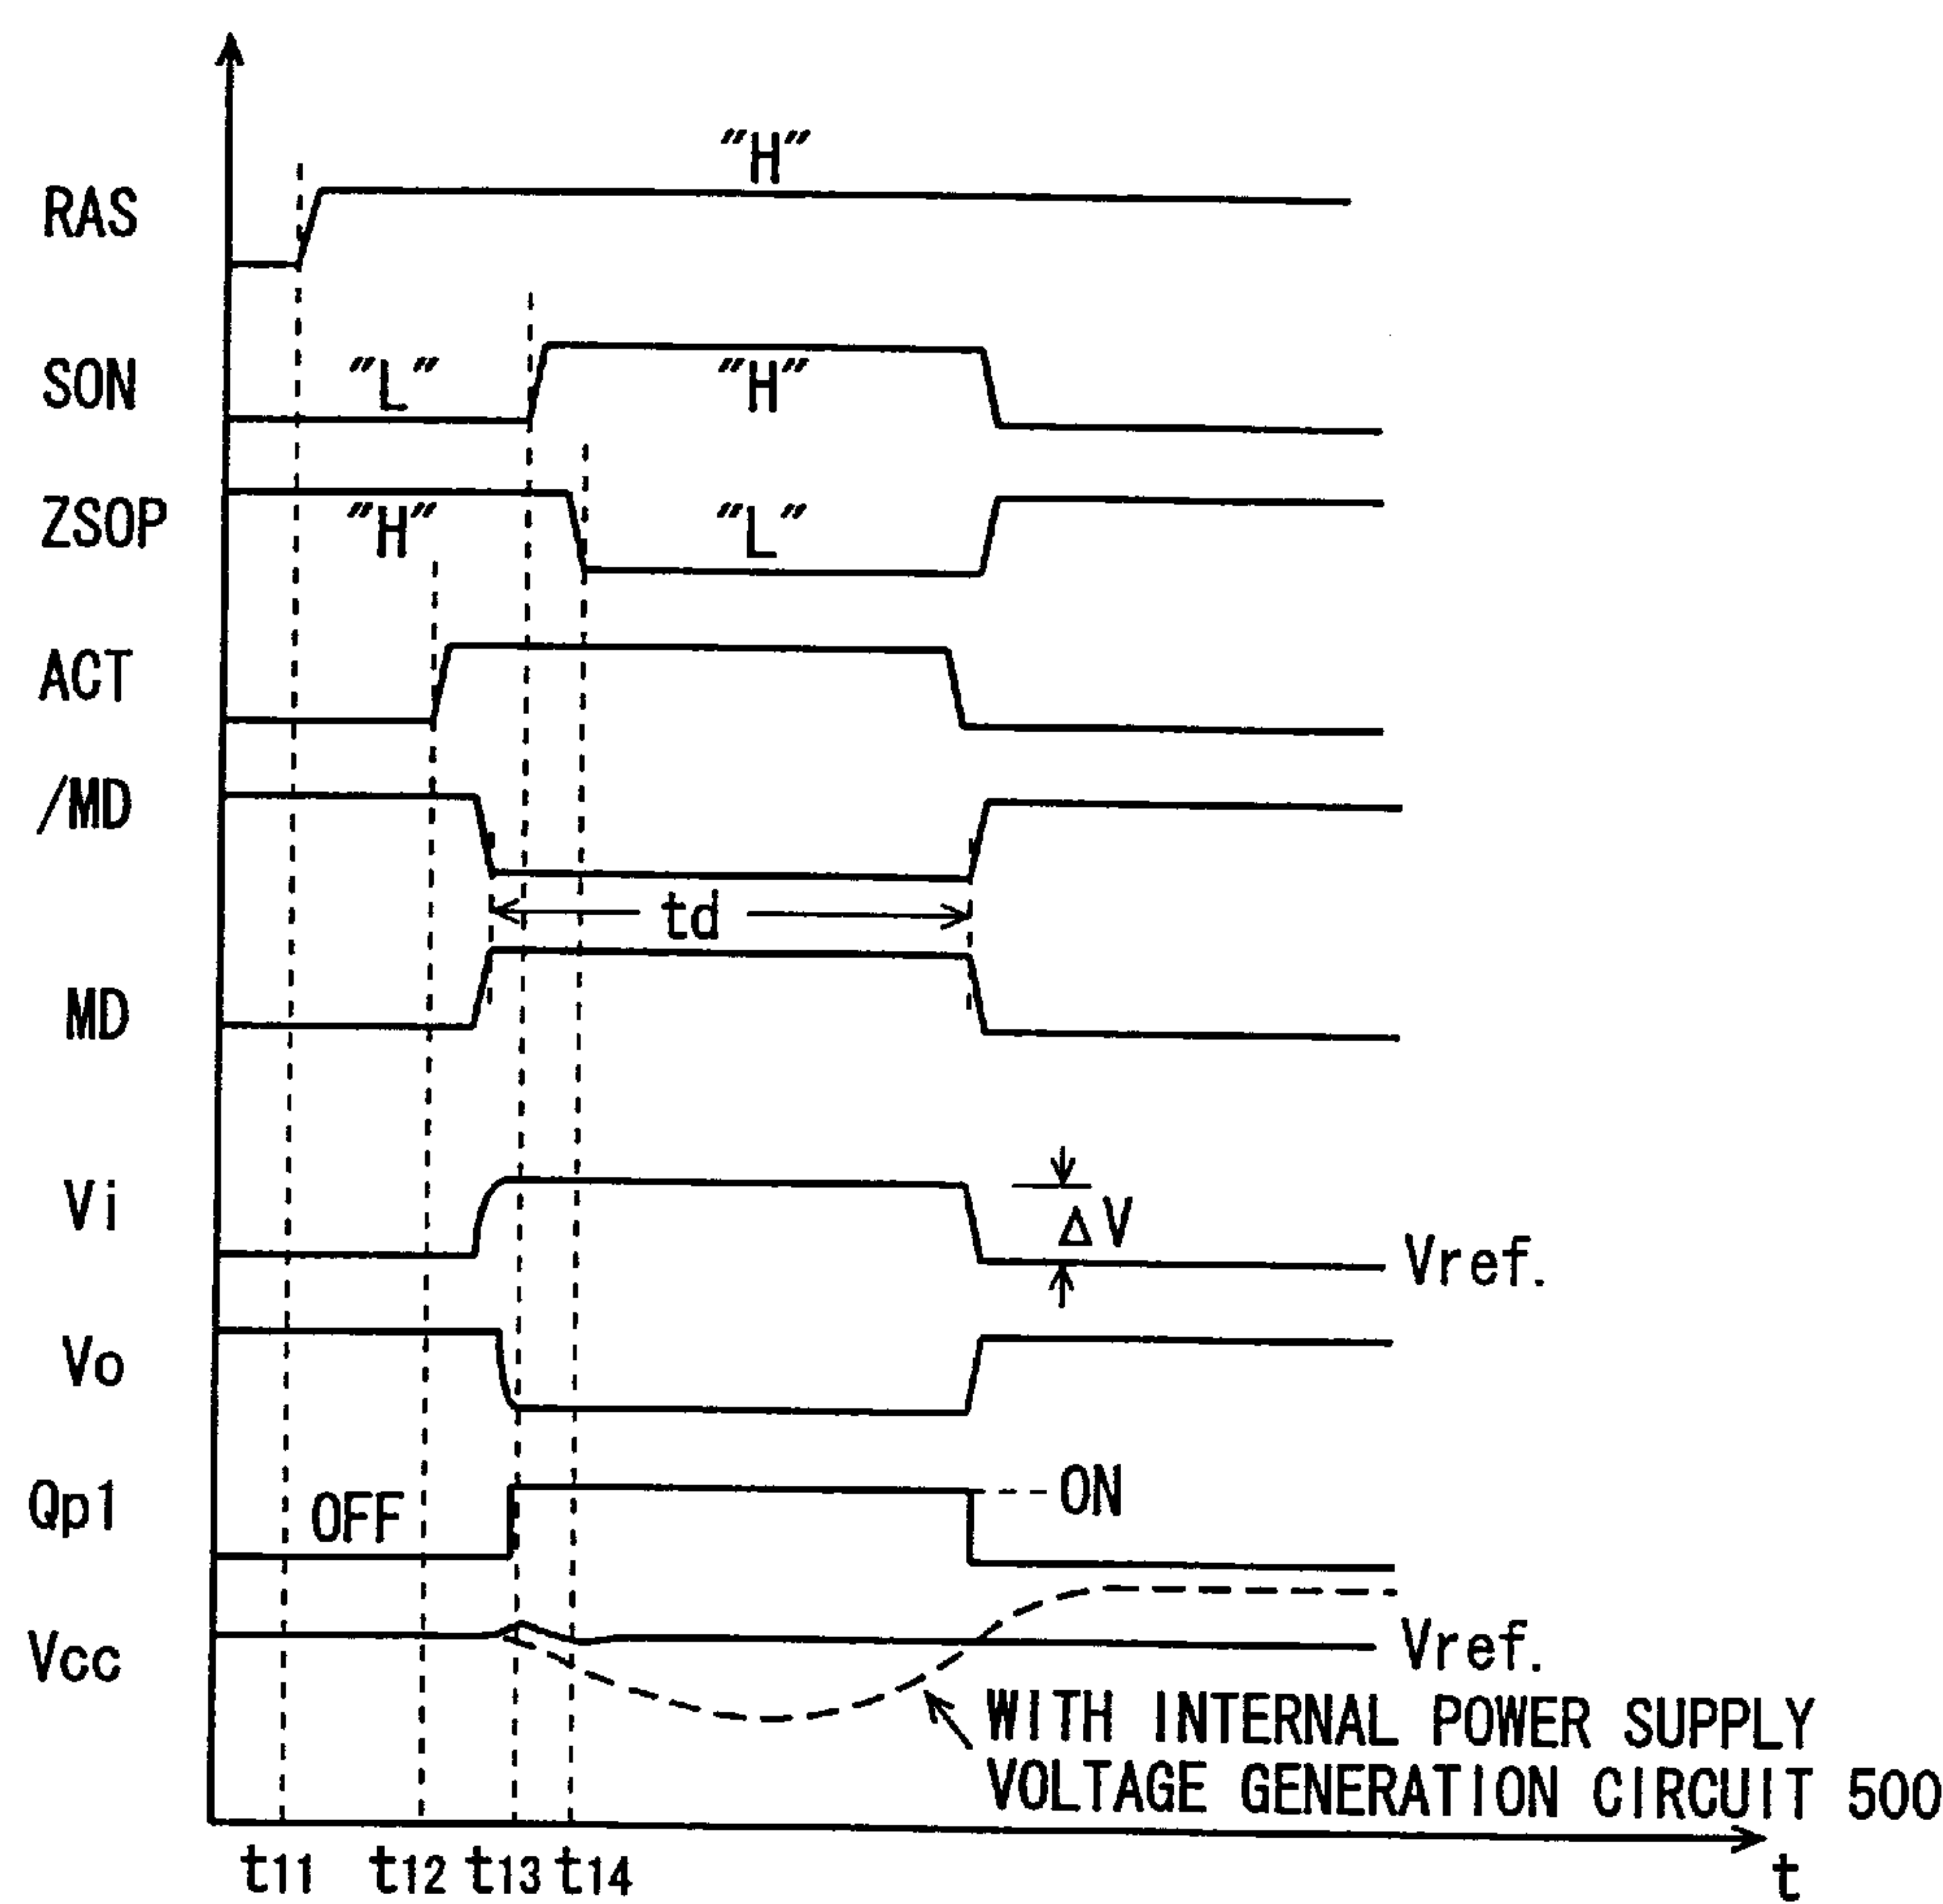 RAS
"H"
SON
"L"
"H"
ZSOP
"H"
"L"
ACT
/MD
td
MD
Vi
ΔV
Vref.
Vo
Qp1
OFF
ON
Vcc
Vref.
WITH INTERNAL POWER SUPPLY
VOLTAGE GENERATION CIRCUIT 500
t11
t12
t13
t14
t